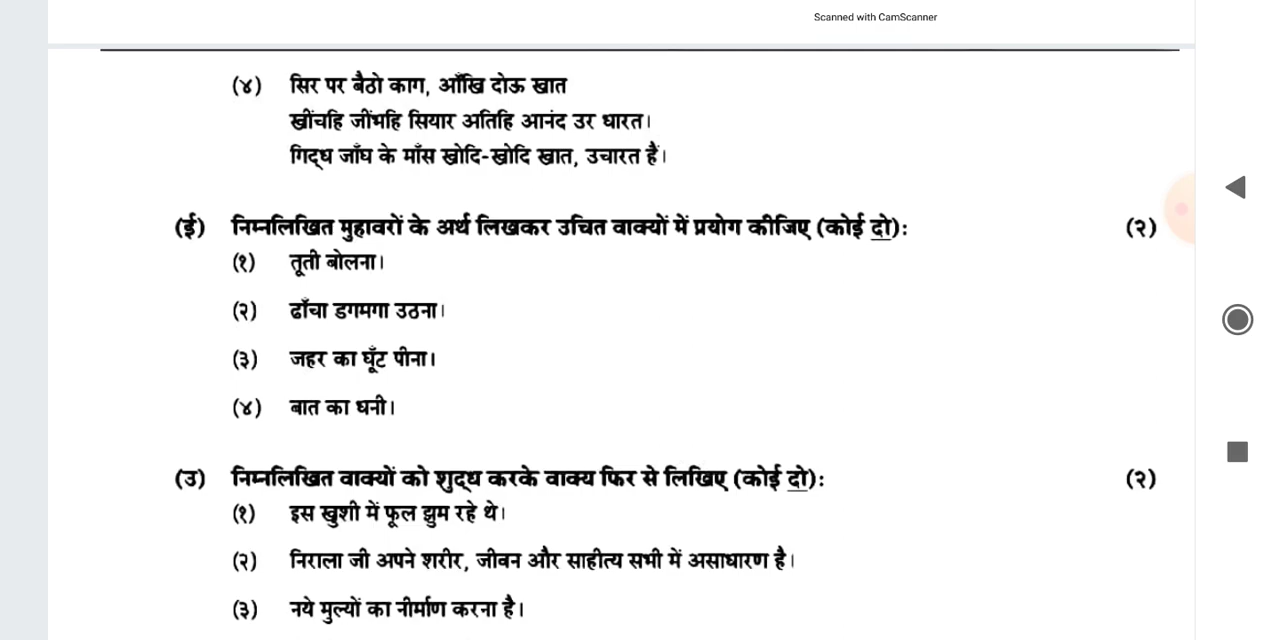 Scanned with CamScanner
(४) सिर पर बैठो काग, आँखि दोऊ खात
खींचहि जींभहि सियार अतिहि आनंद उर धारत।
गिद्ध जाँघ के माँस खोदि-खोदि खात, उचारत हैं।
(ई) निम्नलिखित मुहावरों के अर्थ लिखकर उचित वाक्यों में प्रयोग कीजिए (कोई दो): (२)
(१) तूती बोलना।
(२) ढाँचा डगमगा उठना।
(३) जहर का घूँट पीना।
(४) बात का धनी।
(उ) निम्नलिखित वाक्यों को शुद्ध करके वाक्य फिर से लिखिए (कोई दो): (२)
(१) इस खुशी में फूल झुम रहे थे।
(२) निराला जी अपने शरीर, जीवन और साहीत्य सभी में असाधारण है।
(३) नये मुल्यों का नीर्माण करना है।